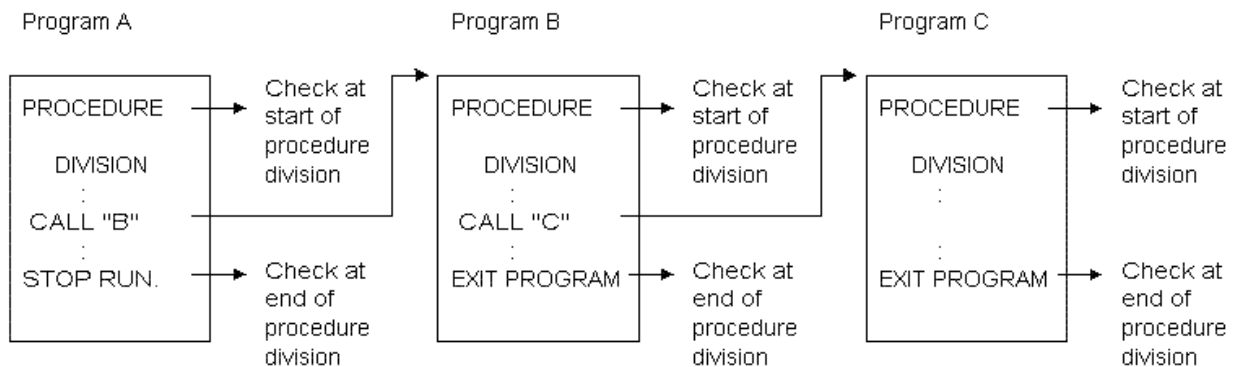 Program A
Program B
Program C
PROCEDURE
DIVISION
:
CALL "B"
:
STOP RUN.
Check at
start of
procedure
division
Check at
end of
procedure
division
PROCEDURE
DIVISION
:
CALL "C"
:
EXIT PROGRAM
Check at
start of
procedure
division
Check at
end of
procedure
division
PROCEDURE
DIVISION
:
:
EXIT PROGRAM
Check at
start of
procedure
division
Check at
end of
procedure
division